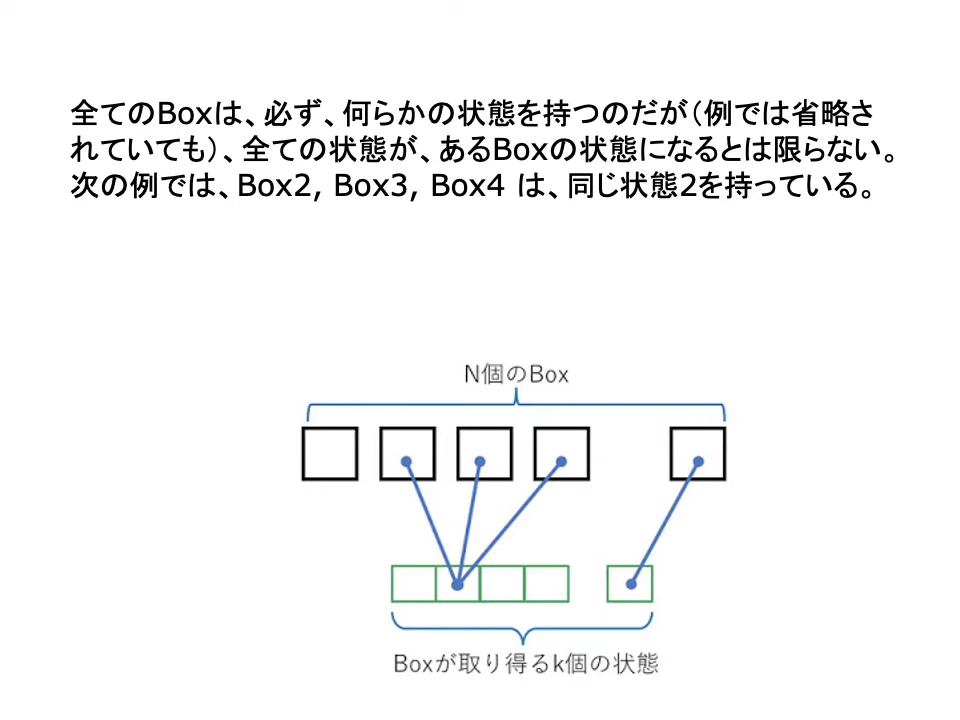 全てのBoxは、必ず、何らかの状態を持つのだが（例では省略さ
れていても）、全ての状態が、あるBoxの状態になるとは限らない。
次の例では、Box2, Box3, Box4 は、同じ状態2を持っている。
N個のBox
Boxが取り得るk個の状態